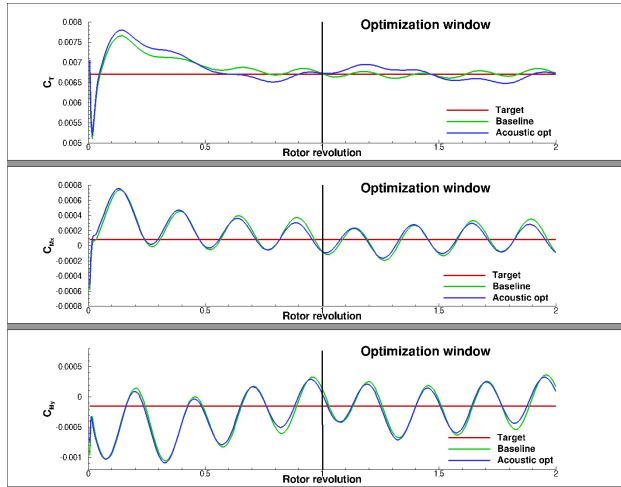 Optimization window
0.008
0.0075
0.007
0.0065
0.006
0.0055
0.005
C_T
Target
Baseline
Acoustic opt
0 0.5 1 1.5 2
Rotor revolution
Optimization window
0.0008
0.0006
0.0004
0.0002
0
-0.0002
-0.0004
-0.0006
-0.0008
C_Mx
Target
Baseline
Acoustic opt
0 0.5 1 1.5 2
Rotor revolution
Optimization window
0.0005
0
-0.0005
-0.001
C_My
Target
Baseline
Acoustic opt
0 0.5 1 1.5 2
Rotor revolution